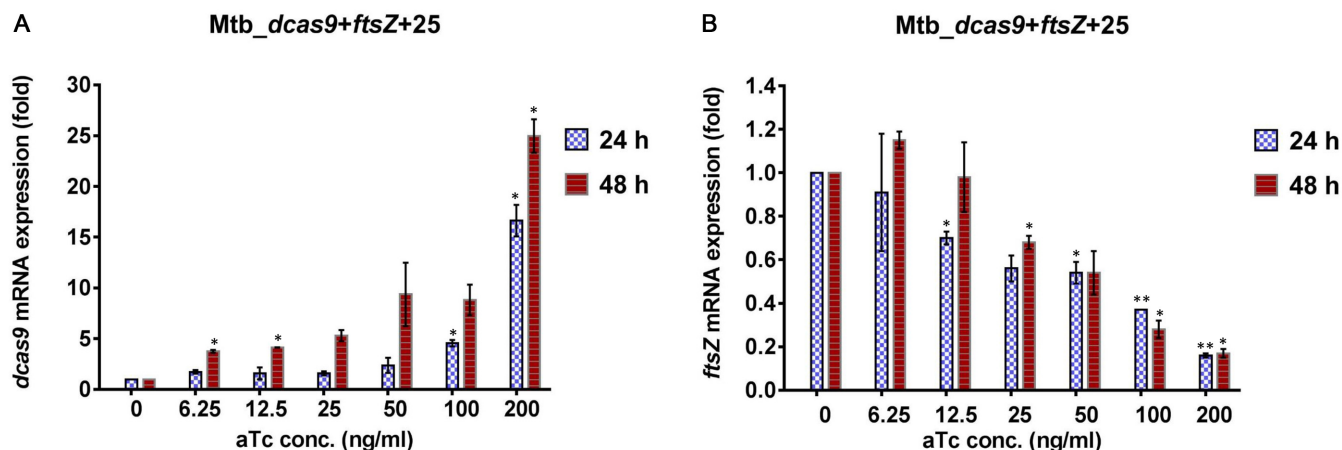 A
Mtb_dcas9+ftsZ+25
dcas9 mRNA expression (fold)
30
25
20
15
10
5
0
* * * * *
0 6.25 12.5 25 50 100 200
aTc conc. (ng/ml)
24 h
48 h
B
Mtb_dcas9+ftsZ+25
ftsZ mRNA expression (fold)
1.4
1.2
1.0
0.8
0.6
0.4
0.2
0.0
* * * ** * ** *
0 6.25 12.5 25 50 100 200
aTc conc. (ng/ml)
24 h
48 h